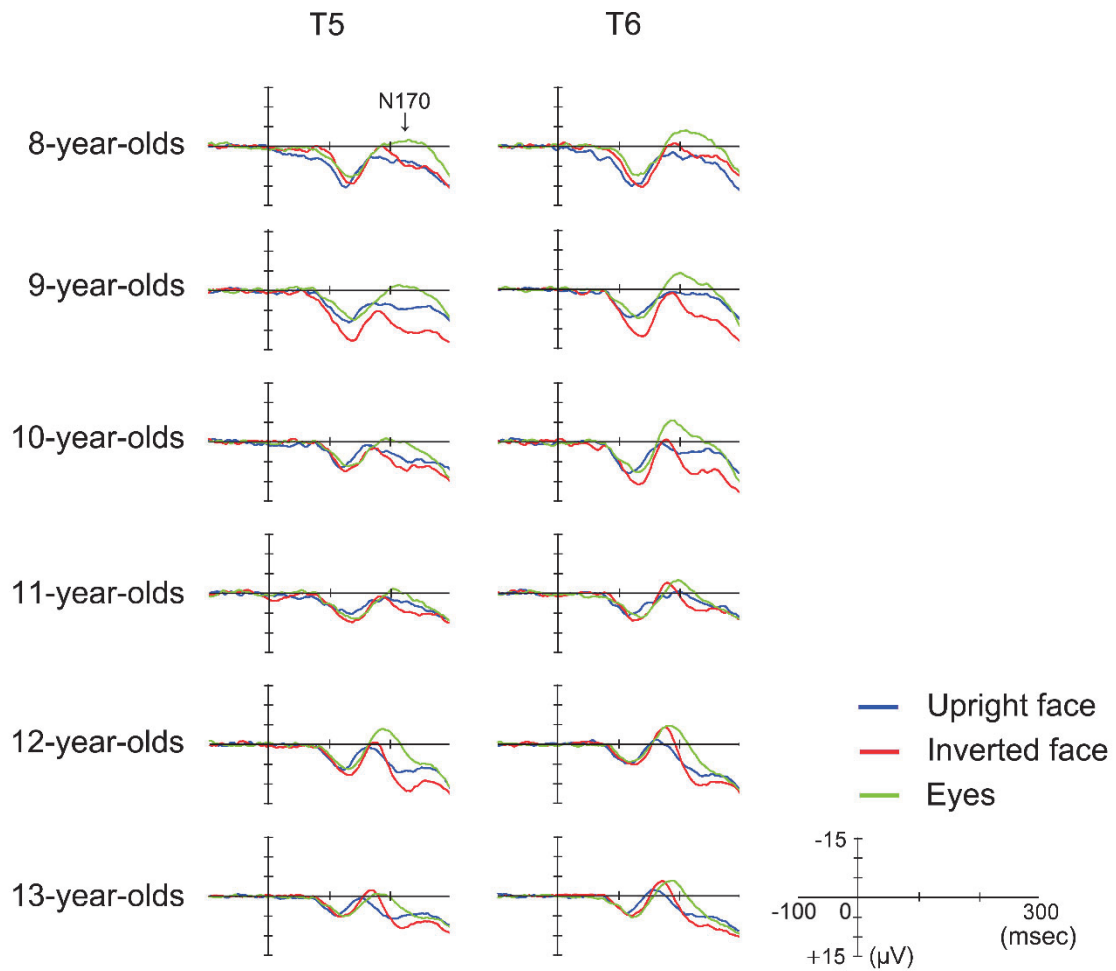 T5 T6
N170
8-year-olds
9-year-olds
10-year-olds
11-year-olds
12-year-olds
Upright face
Inverted face
Eyes
13-year-olds
-15
-100 0 300
(msec)
+15 (μV)